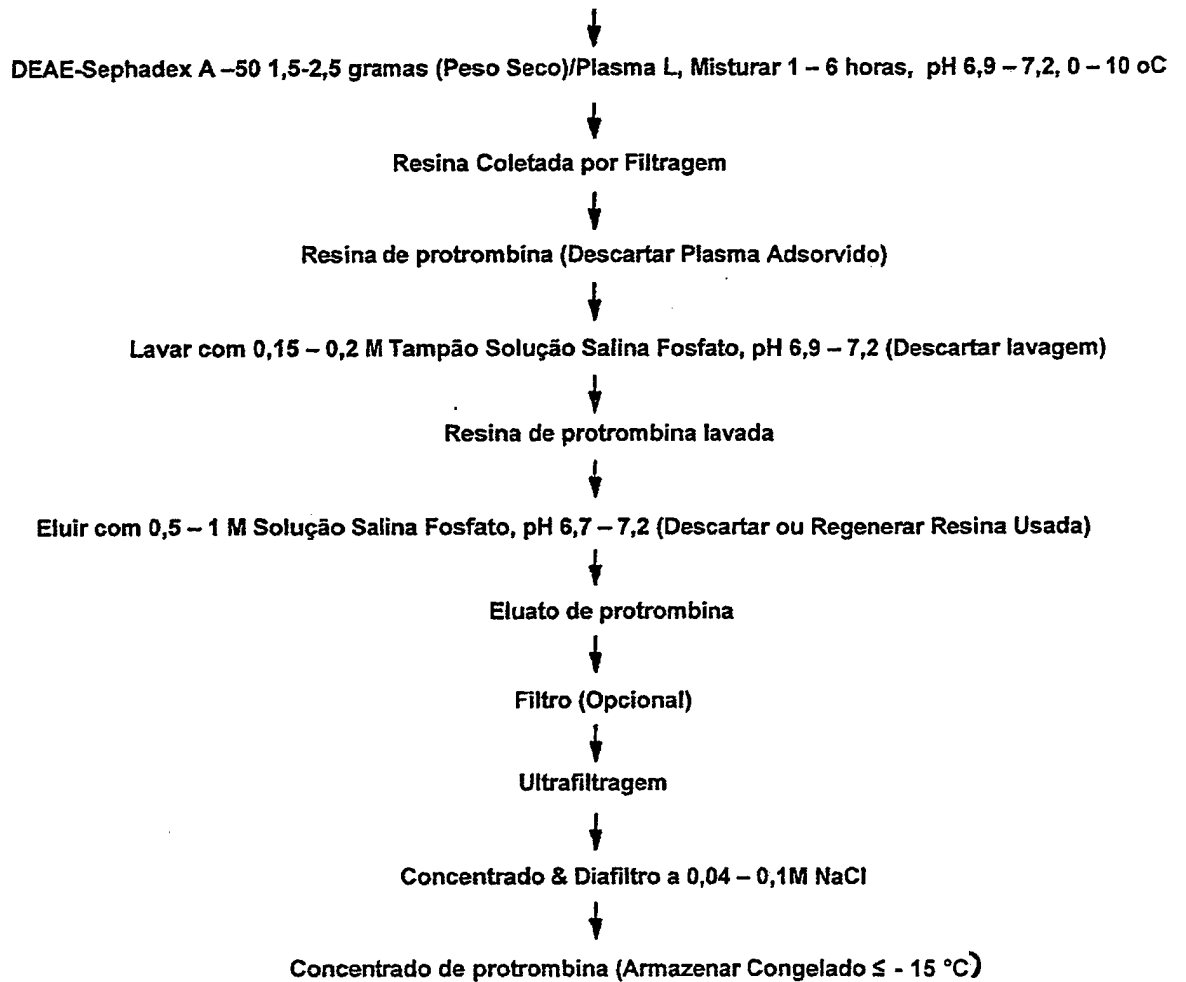 DEAE-Sephadex A –50 1,5-2,5 gramas (Peso Seco)/Plasma L, Misturar 1 – 6 horas, pH 6,9 – 7,2, 0 – 10 oC
Resina Coletada por Filtragem
Resina de protrombina (Descartar Plasma Adsorvido)
Lavar com 0,15 – 0,2 M Tampão Solução Salina Fosfato, pH 6,9 – 7,2 (Descartar lavagem)
Resina de protrombina lavada
Eluir com 0,5 – 1 M Solução Salina Fosfato, pH 6,7 – 7,2 (Descartar ou Regenerar Resina Usada)
Eluato de protrombina
Filtro (Opcional)
Ultrafiltragem
Concentrado & Diafiltro a 0,04 – 0,1M NaCl
Concentrado de protrombina (Armazenar Congelado ≤ - 15 °C)